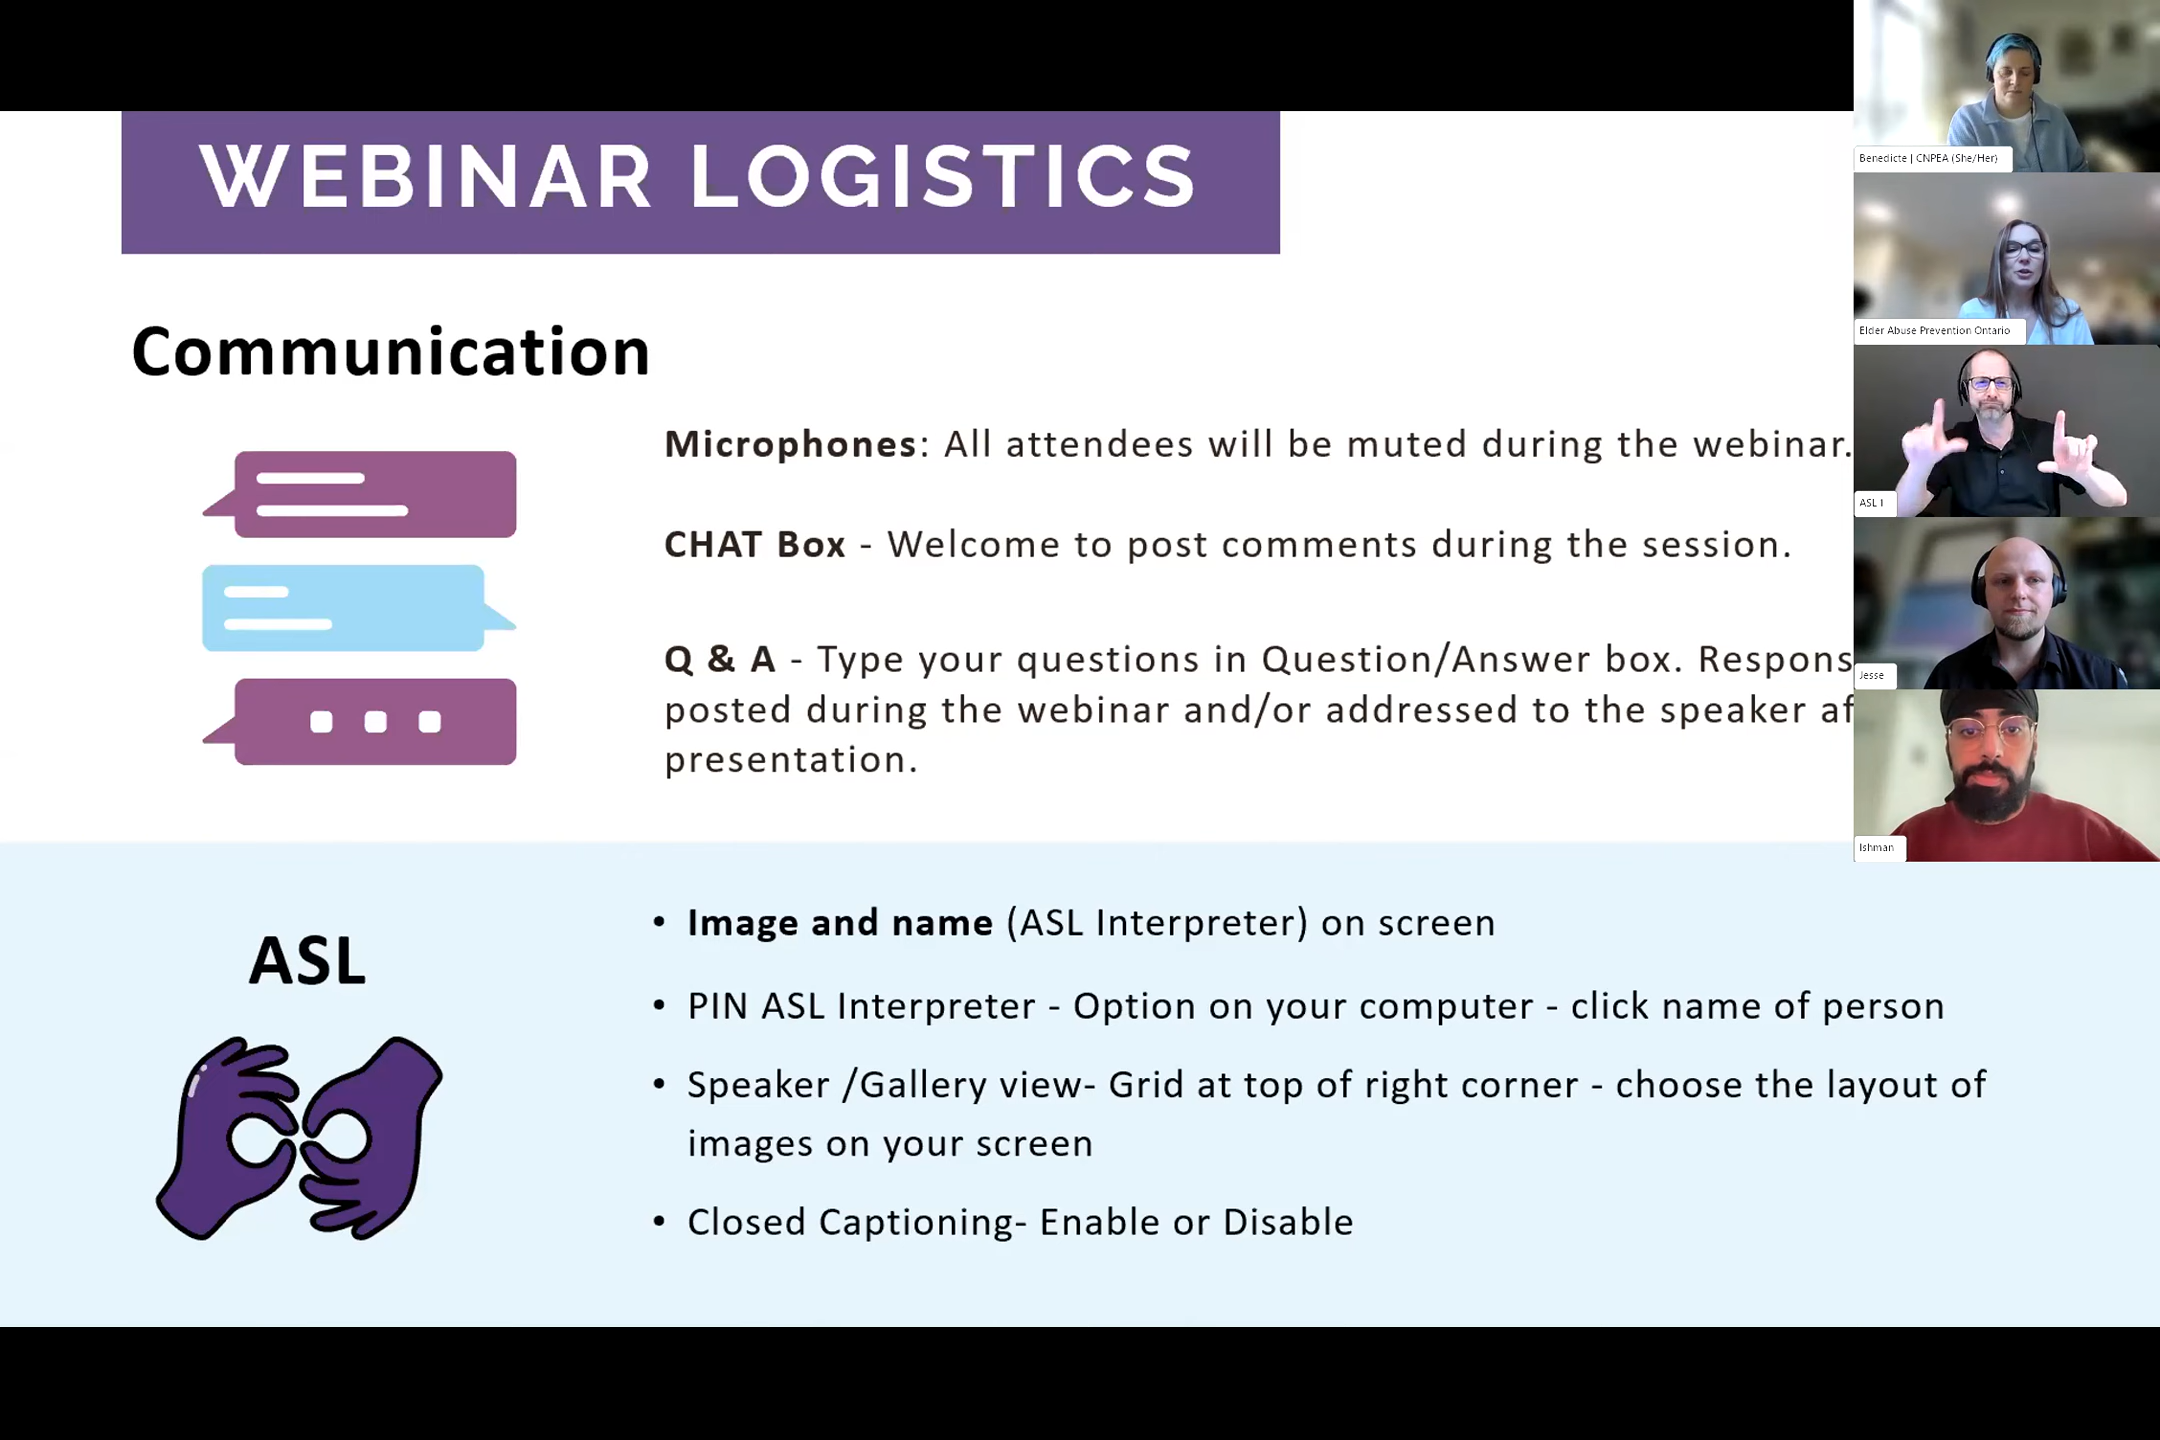 WEBINAR LOGISTICS
Communication
Microphones: All attendees will be muted during the webinar.
CHAT Box - Welcome to post comments during the session.
Q & A - Type your questions in Question/Answer box.
posted during the webinar and/or addressed to the speaker
presentation.
ASL
• Image and name (ASL Interpreter) on screen
• PIN ASL Interpreter - Option on your computer - click name of person
• Speaker /Gallery view- Grid at top of right corner - choose the layout of
images on your screen
• Closed Captioning- Enable or Disable
Benedicte | CNPEA (She/Her)
Elder Abuse Prevention Ontario
ASL 1
Jesse
Ishman